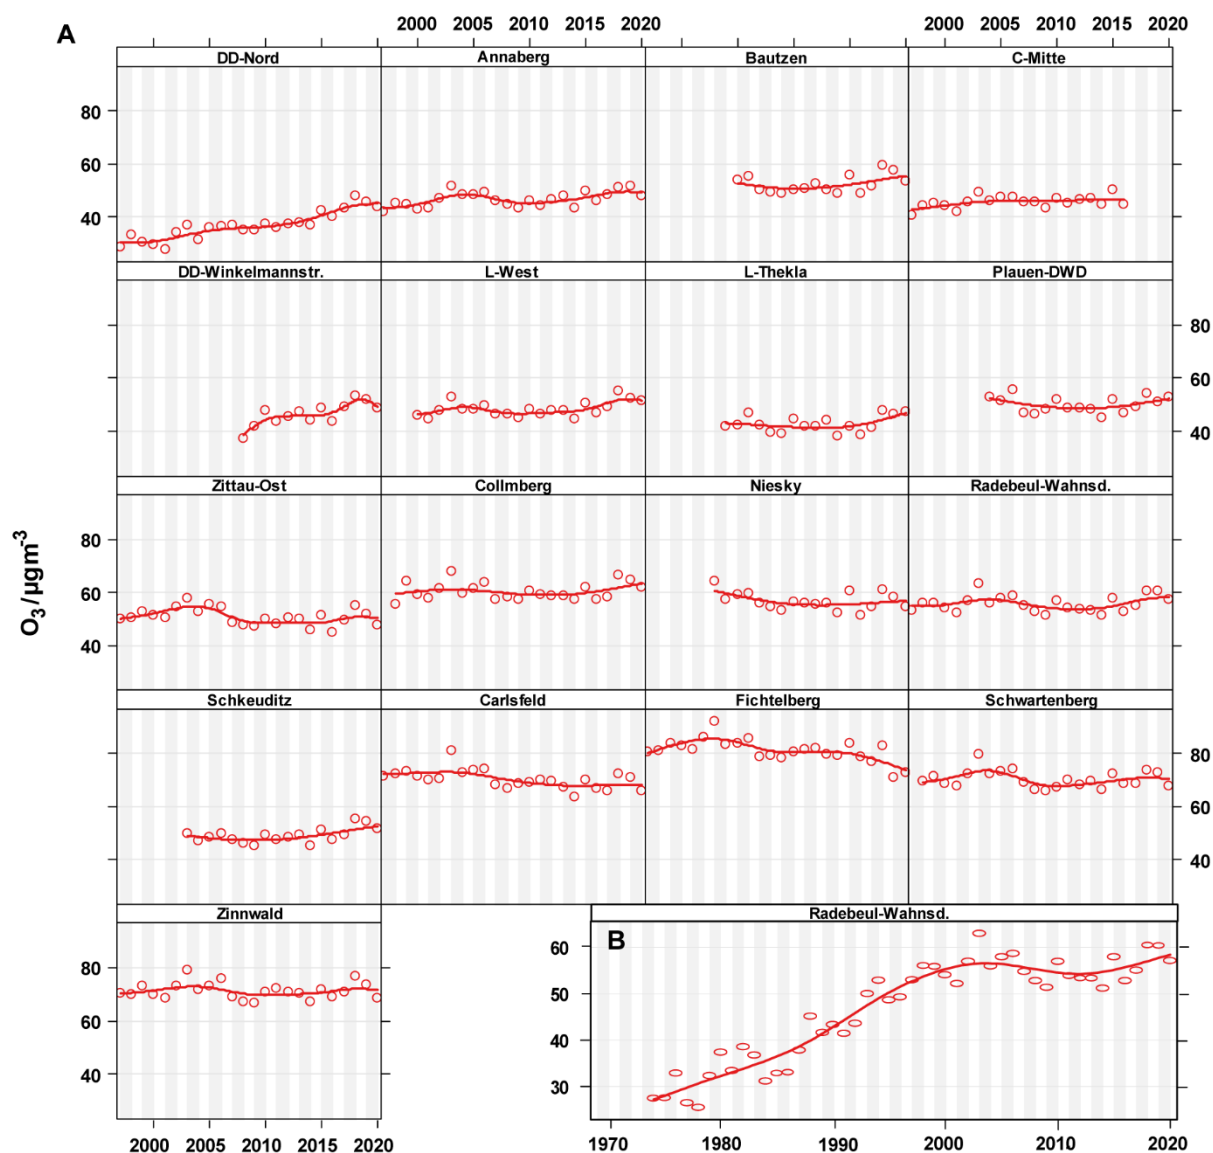 A
2000 2005 2010 2015 2020 2000 2005 2010 2015 2020
DD-Nord Annaberg Bautzen C-Mitte
80
60
40
DD-Winkelmannstr. L-West L-Thekla Plauen-DWD
80
60
40
Zittau-Ost Collmberg Niesky Radebeul-Wahnsd.
80
60
40
O₃/µgm⁻³
Schkeuditz Carlsfeld Fichtelberg Schwartenberg
80
60
40
Zinnwald Radebeul-Wahnsd.
80
60
40
B
60
50
40
30
2000 2005 2010 2015 2020
1970 1980 1990 2000 2010 2020